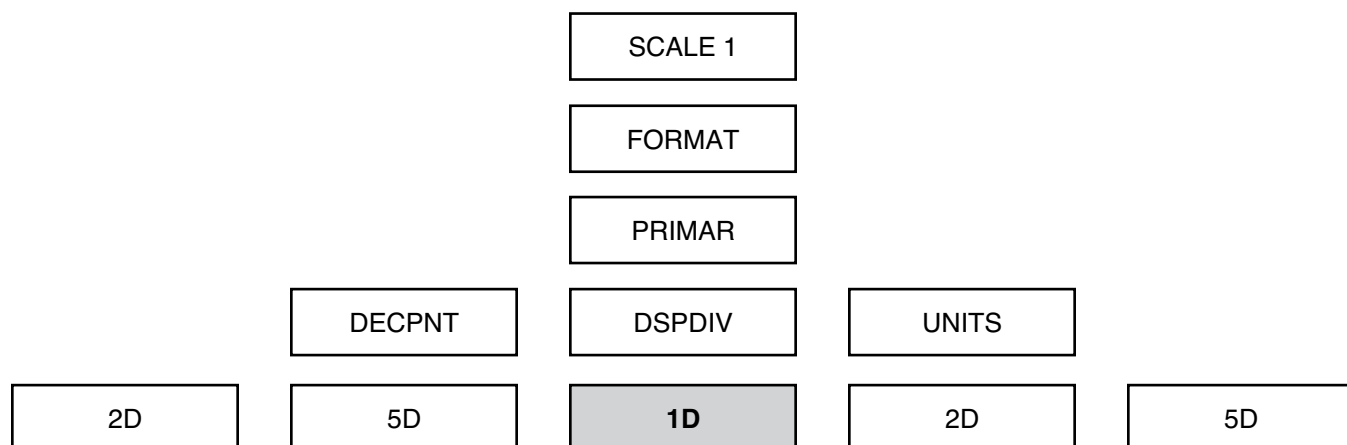 SCALE 1
FORMAT
PRIMAR
DECPNT DSPDIV UNITS
2D 5D 1D 2D 5D